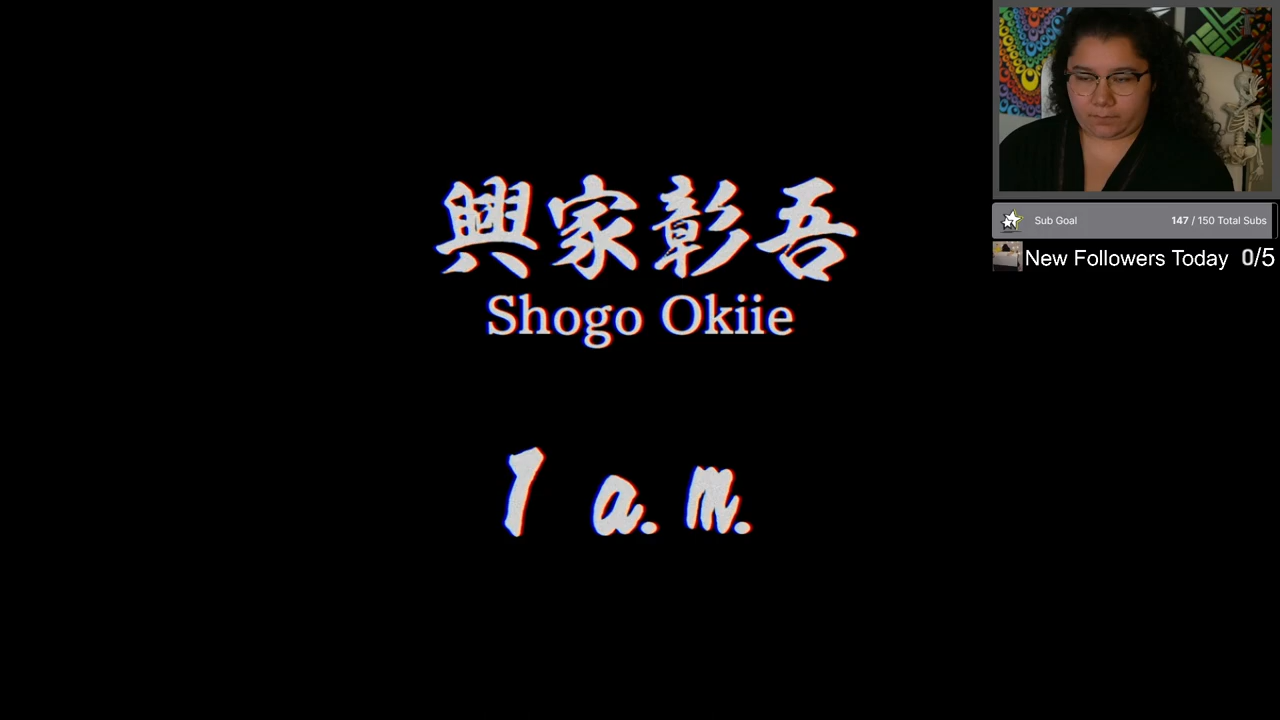 興家彰吾
Shogo Okiie
1 a.m.
Sub Goal 147 / 150 Total Subs
New Followers Today 0/5